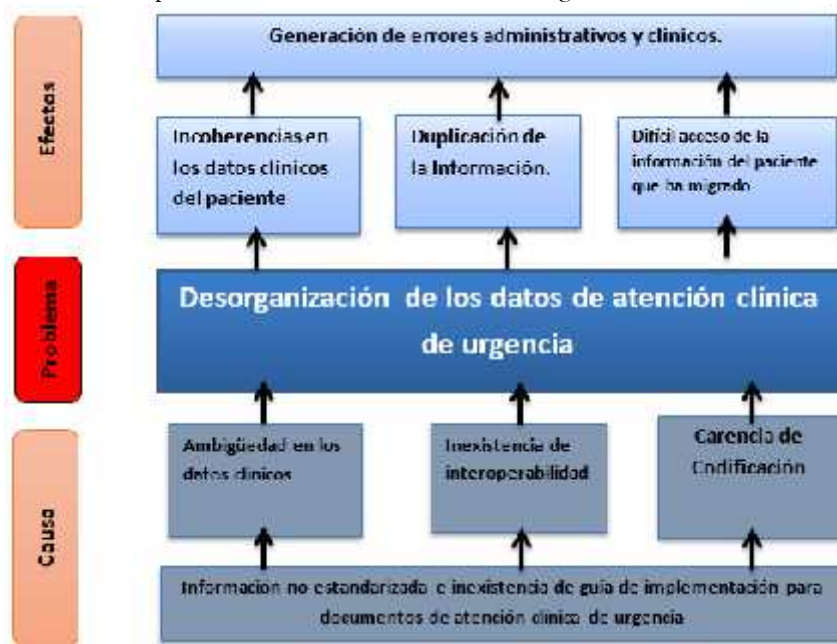 Efectos
Generación de errores administrativos y clínicos.
Incoherencias en
los datos clínicos
del paciente
Duplicación de
la Información.
Difícil acceso de la
información del paciente
que ha migrado
Problema
Desorganización de los datos de atención clínica
de urgencia
Causa
Ambigüedad en los
datos clínicos
Inexistencia de
interoperabilidad
Carencia de
Codificación
Información no estandarizada e inexistencia de guía de implementación para
documentos de atención clínica de urgencia